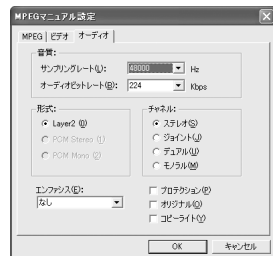 MPEGマニュアル設定
MPEG ビデオ オーディオ
音質:
サンプリングレート(L): 48000 Hz
オーディオビットレート(B): 224 Kbps
形式:
Layer2 (0)
PCM Stereo (1)
PCM Mono (2)
チャネル:
ステレオ(S)
ジョイント(J)
デュアル(U)
モノラル(M)
エンファシス(E):
なし
プロテクション(P)
オリジナル(O)
コピーライト(Y)
OK キャンセル